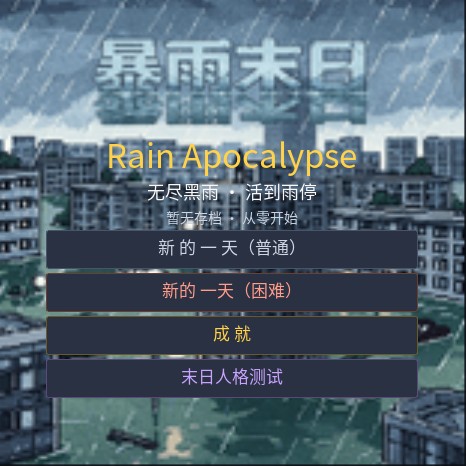 暴雨末日
Rain Apocalypse
无尽黑雨 · 活到雨停
暂无存档 · 从零开始
新 的 一 天（普通）
新的 一天（困难）
成 就
末日人格测试